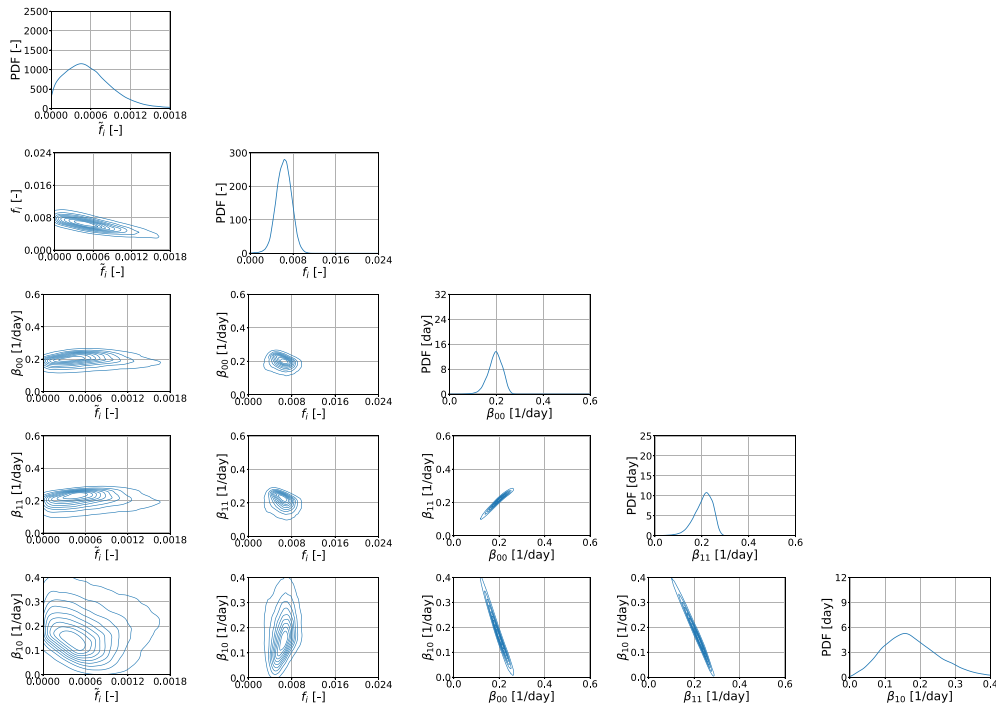 PDF [-]
2500
2000
1500
1000
500
0
0.0000 0.0006 0.0012 0.0018
f̃ᵢ [-]
fᵢ [-]
0.024
0.016
0.008
0.000
0.0000 0.0006 0.0012 0.0018
f̃ᵢ [-]
PDF [-]
300
200
100
0
0.000 0.008 0.016 0.024
fᵢ [-]
β₀₀ [1/day]
0.6
0.4
0.2
0.0
0.0000 0.0006 0.0012 0.0018
f̃ᵢ [-]
β₀₀ [1/day]
0.6
0.4
0.2
0.0
0.000 0.008 0.016 0.024
fᵢ [-]
PDF [day]
32
24
16
8
0
0.0 0.2 0.4 0.6
β₀₀ [1/day]
β₁₁ [1/day]
0.6
0.4
0.2
0.0
0.0000 0.0006 0.0012 0.0018
f̃ᵢ [-]
β₁₁ [1/day]
0.6
0.4
0.2
0.0
0.000 0.008 0.016 0.024
fᵢ [-]
β₁₁ [1/day]
0.6
0.4
0.2
0.0
0.0 0.2 0.4 0.6
β₀₀ [1/day]
PDF [day]
25
20
15
10
5
0
0.0 0.2 0.4 0.6
β₁₁ [1/day]
β₁₀ [1/day]
0.4
0.3
0.2
0.1
0.0
0.0000 0.0006 0.0012 0.0018
f̃ᵢ [-]
β₁₀ [1/day]
0.4
0.3
0.2
0.1
0.0
0.000 0.008 0.016 0.024
fᵢ [-]
β₁₀ [1/day]
0.4
0.3
0.2
0.1
0.0
0.0 0.2 0.4 0.6
β₀₀ [1/day]
β₁₀ [1/day]
0.4
0.3
0.2
0.1
0.0
0.0 0.2 0.4 0.6
β₁₁ [1/day]
PDF [day]
12
9
6
3
0
0.0 0.1 0.2 0.3 0.4
β₁₀ [1/day]